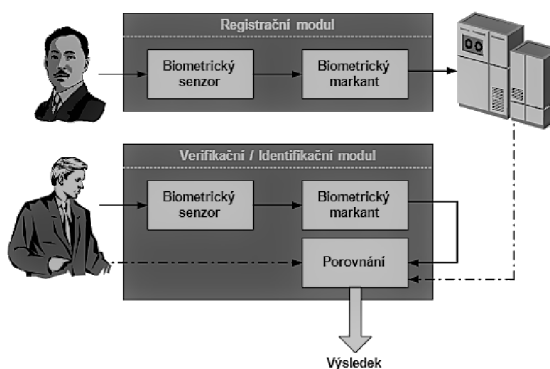 Registrační modul
Biometrický
senzor
Biometrický
markant
Verifikační / Identifikační modul
Biometrický
senzor
Biometrický
markant
Porovnání
Výsledek